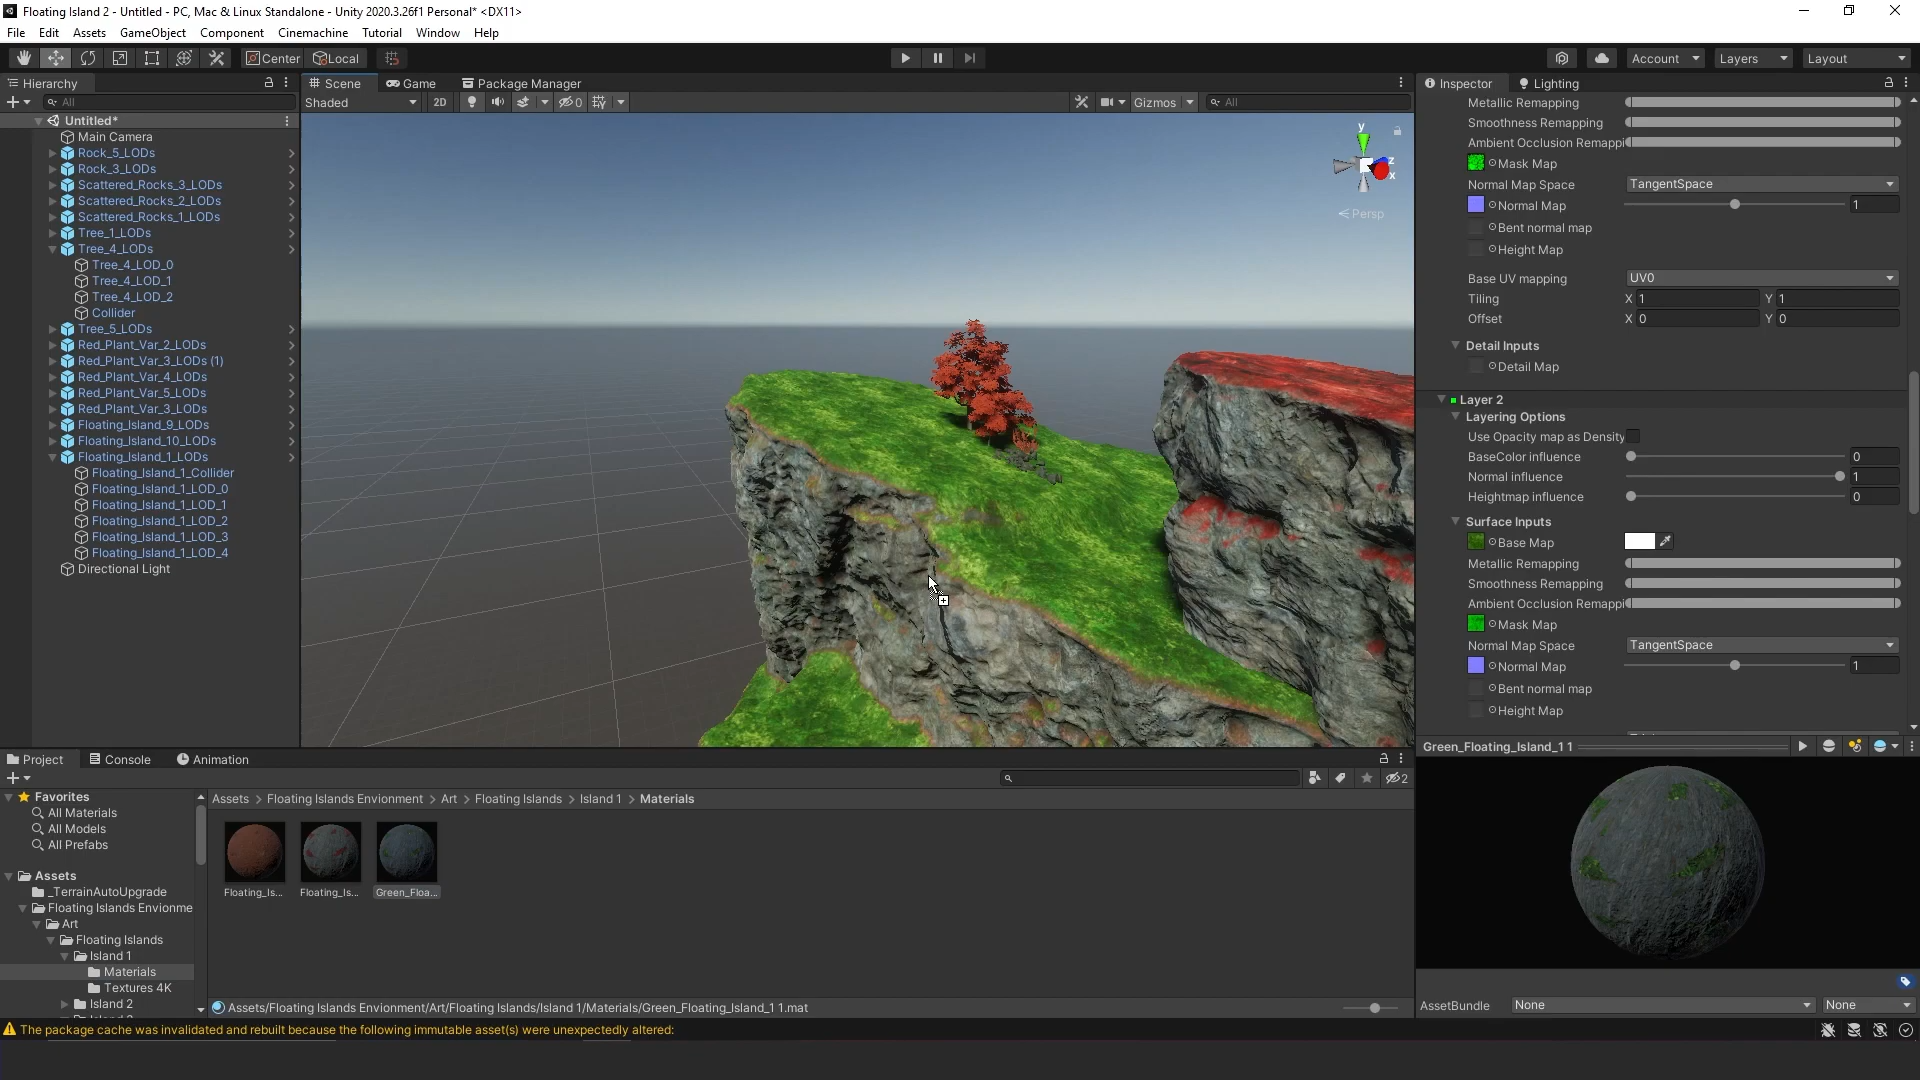 Floating Island 2 - Untitled - PC, Mac & Linux Standalone - Unity 2020.3.26f1 Personal* <DX11>
File Edit Assets GameObject Component Cinemachine Tutorial Window Help
Center Local Account Layers Layout
Hierarchy
All
Untitled*
Main Camera
Rock_5_LODs
Rock_3_LODs
Scattered_Rocks_3_LODs
Scattered_Rocks_2_LODs
Scattered_Rocks_1_LODs
Tree_1_LODs
Tree_4_LODs
Tree_4_LOD_0
Tree_4_LOD_1
Tree_4_LOD_2
Collider
Tree_5_LODs
Red_Plant_Var_2_LODs
Red_Plant_Var_3_LODs (1)
Red_Plant_Var_4_LODs
Red_Plant_Var_5_LODs
Red_Plant_Var_3_LODs
Floating_Island_9_LODs
Floating_Island_10_LODs
Floating_Island_1_LODs
Floating_Island_1_Collider
Floating_Island_1_LOD_0
Floating_Island_1_LOD_1
Floating_Island_1_LOD_2
Floating_Island_1_LOD_3
Floating_Island_1_LOD_4
Directional Light
Scene Game Package Manager
Shaded 2D 0 Gizmos All
y
z
x
Persp
Inspector Lighting
Metallic Remapping
Smoothness Remapping
Ambient Occlusion Remappi
Mask Map
Normal Map Space TangentSpace
Normal Map 1
Bent normal map
Height Map
Base UV mapping UV0
Tiling X 1 Y 1
Offset X 0 Y 0
Detail Inputs
Detail Map
Layer 2
Layering Options
Use Opacity map as Density
BaseColor influence 0
Normal influence 1
Heightmap influence 0
Surface Inputs
Base Map
Metallic Remapping
Smoothness Remapping
Ambient Occlusion Remappi
Mask Map
Normal Map Space TangentSpace
Normal Map 1
Bent normal map
Height Map
Green_Floating_Island_1 1
AssetBundle None None
Project Console Animation
2
Favorites
All Materials
All Models
All Prefabs
Assets
_TerrainAutoUpgrade
Floating Islands Envionme
Art
Floating Islands
Island 1
Materials
Textures 4K
Island 2
Assets > Floating Islands Envionment > Art > Floating Islands > Island 1 > Materials
Floating_Is... Floating_Is... Green_Floa...
Assets/Floating Islands Envionment/Art/Floating Islands/Island 1/Materials/Green_Floating_Island_1 1.mat
The package cache was invalidated and rebuilt because the following immutable asset(s) were unexpectedly altered: